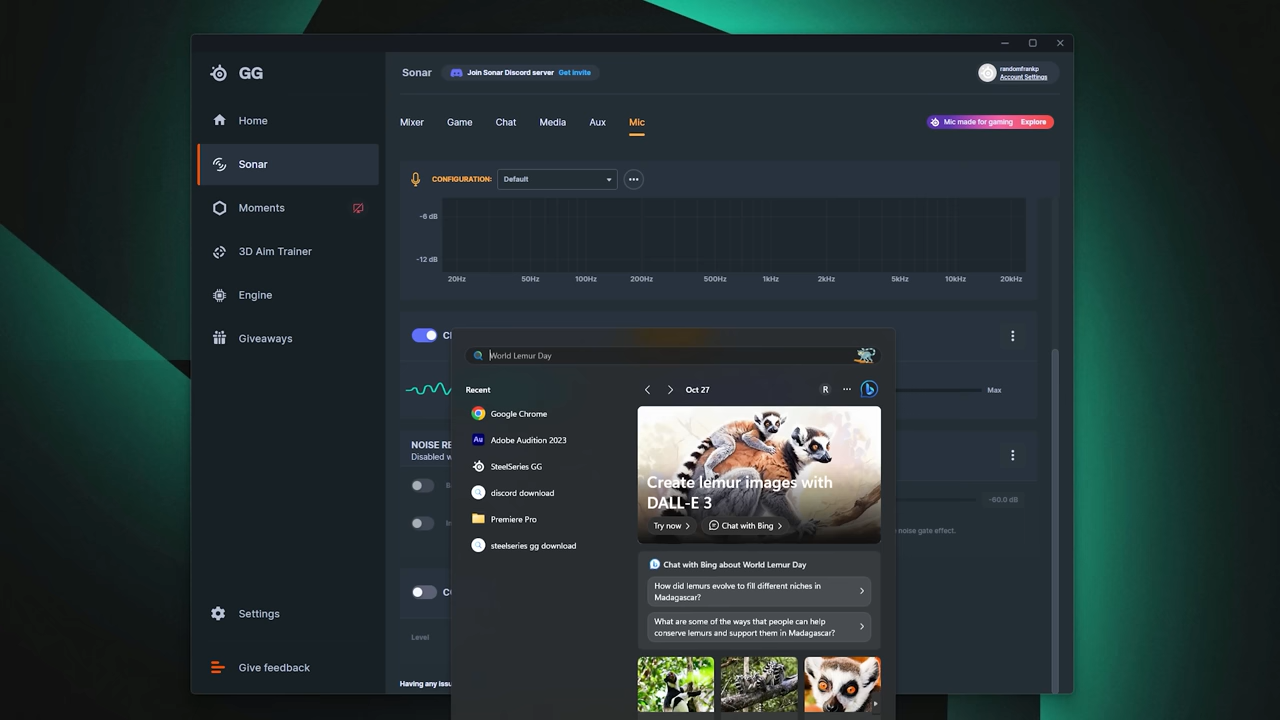 GG
Home
Sonar
Moments
3D Aim Trainer
Engine
Giveaways
Settings
Give feedback
Sonar
Join Sonar Discord server Get invite
randomfrankp
Account Settings
Mixer Game Chat Media Aux Mic
Mic made for gaming Explore
CONFIGURATION: Default
-6 dB
-12 dB
20Hz 50Hz 100Hz 200Hz 500Hz 1kHz 2kHz 5kHz 10kHz 20kHz
Max
NOISE RE
Disabled w
-60.0 dB
noise gate effect.
Level
Having any issu
World Lemur Day
Recent
Google Chrome
Au Adobe Audition 2023
SteelSeries GG
discord download
Premiere Pro
steelseries gg download
Oct 27
R
Create lemur images with
DALL-E 3
Try now Chat with Bing
Chat with Bing about World Lemur Day
How did lemurs evolve to fill different niches in
Madagascar?
What are some of the ways that people can help
conserve lemurs and support them in Madagascar?